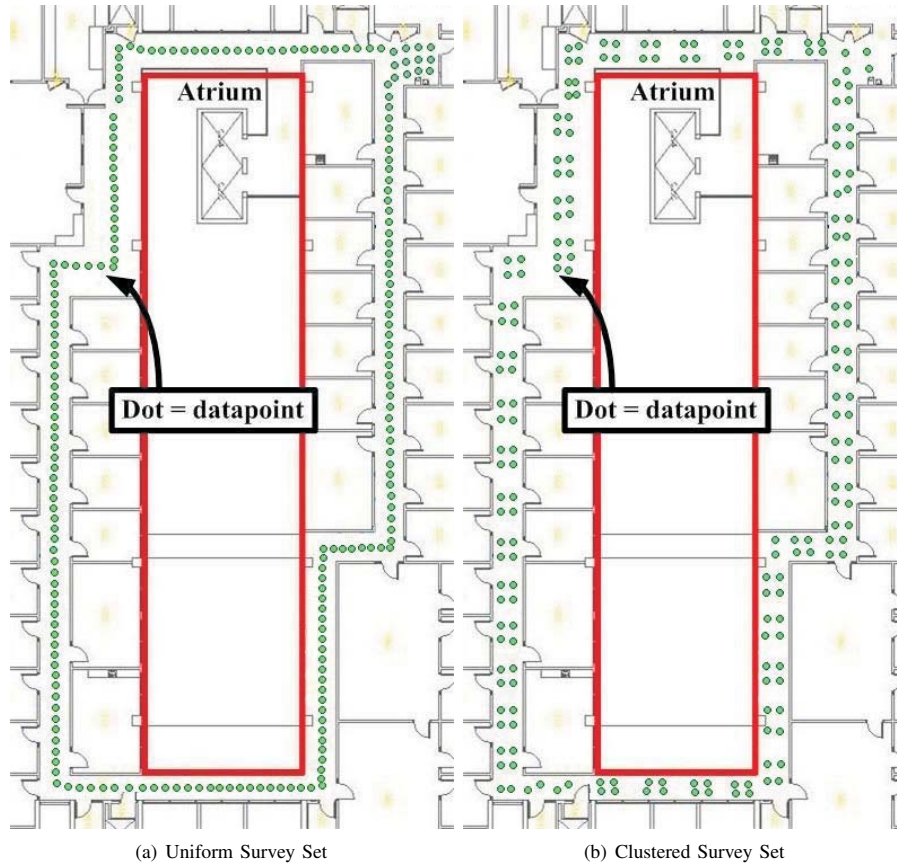 Atrium
Dot = datapoint
(a) Uniform Survey Set
Atrium
Dot = datapoint
(b) Clustered Survey Set